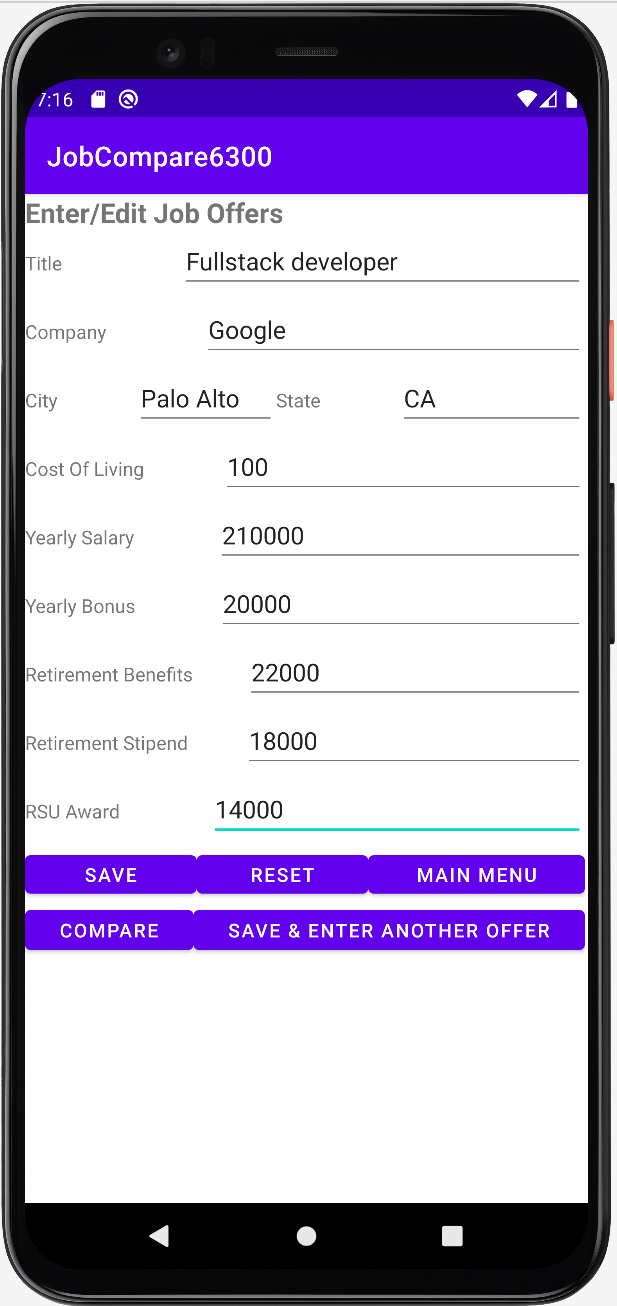 7:16
JobCompare6300
Enter/Edit Job Offers
Title Fullstack developer
Company Google
City Palo Alto State CA
Cost Of Living 100
Yearly Salary 210000
Yearly Bonus 20000
Retirement Benefits 22000
Retirement Stipend 18000
RSU Award 14000
SAVE RESET MAIN MENU
COMPARE SAVE & ENTER ANOTHER OFFER